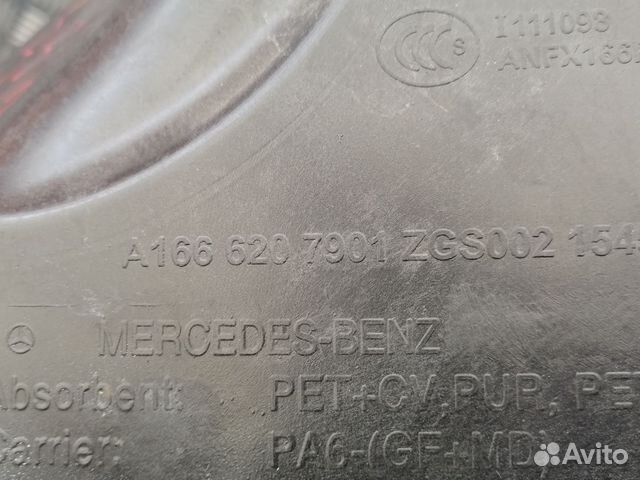 CCC S
I111093
ANFX166
A166 620 7901 ZGS002 154
MERCEDES-BENZ
Absorbent: PET+CV,PUR, PET
Carrier: PA6-(GF+MD)
Avito